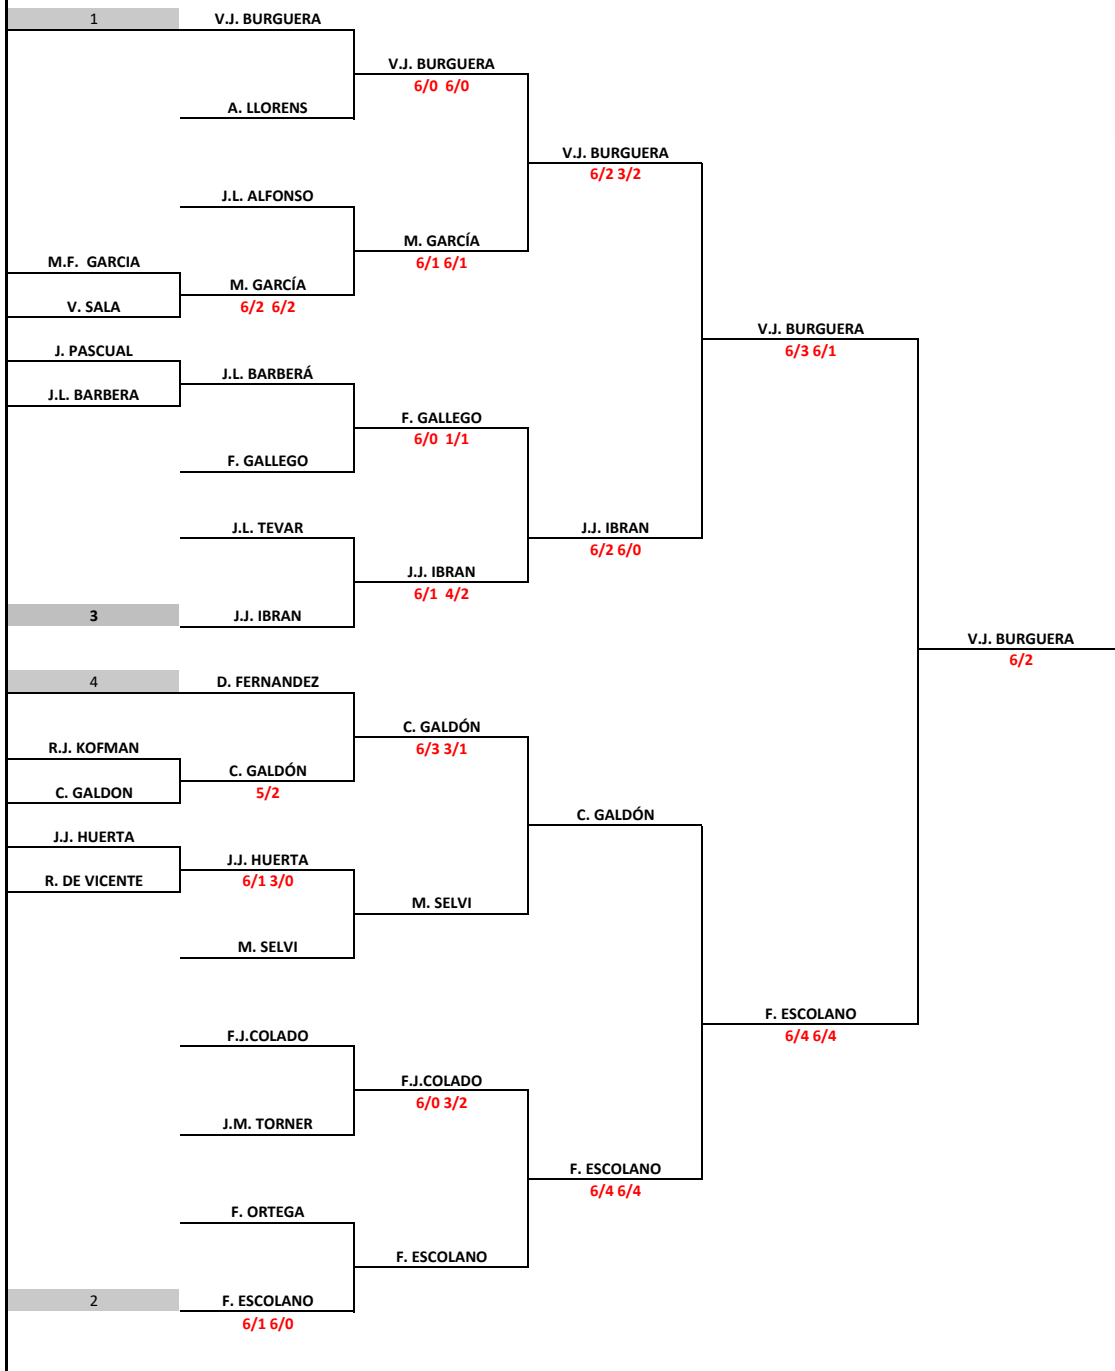 1 V.J. BURGUERA
V.J. BURGUERA
6/0 6/0
A. LLORENS
V.J. BURGUERA
6/2 3/2
J.L. ALFONSO
M. GARCÍA
6/1 6/1
M.F. GARCIA
M. GARCÍA
6/2 6/2
V. SALA
V.J. BURGUERA
6/3 6/1
J. PASCUAL
J.L. BARBERÁ
J.L. BARBERA
F. GALLEGO
6/0 1/1
F. GALLEGO
J.L. TEVAR
J.J. IBRAN
6/2 6/0
J.J. IBRAN
6/1 4/2
3 J.J. IBRAN
V.J. BURGUERA
6/2
4 D. FERNANDEZ
C. GALDÓN
6/3 3/1
R.J. KOFMAN
C. GALDÓN
5/2
C. GALDON
C. GALDÓN
J.J. HUERTA
J.J. HUERTA
6/1 3/0
R. DE VICENTE
M. SELVI
M. SELVI
F. ESCOLANO
6/4 6/4
F.J.COLADO
F.J.COLADO
6/0 3/2
J.M. TORNER
F. ESCOLANO
6/4 6/4
F. ORTEGA
F. ESCOLANO
2 F. ESCOLANO
6/1 6/0